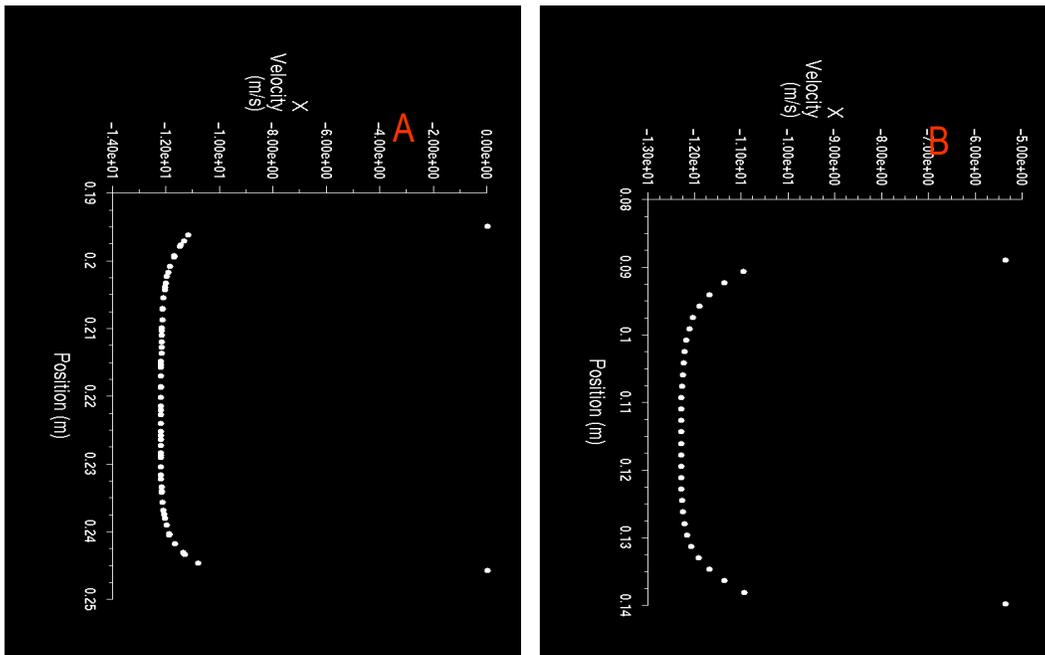 X
Velocity
(m/s)
A
-1.40e+01
-1.20e+01
-1.00e+01
-8.00e+00
-6.00e+00
-4.00e+00
-2.00e+00
0.00e+00
0.19
0.2
0.21
0.22
0.23
0.24
0.25
Position (m)
X
Velocity
(m/s)
B
-1.30e+01
-1.20e+01
-1.10e+01
-1.00e+01
-9.00e+00
-8.00e+00
-7.00e+00
-6.00e+00
-5.00e+00
0.08
0.09
0.1
0.11
0.12
0.13
0.14
Position (m)